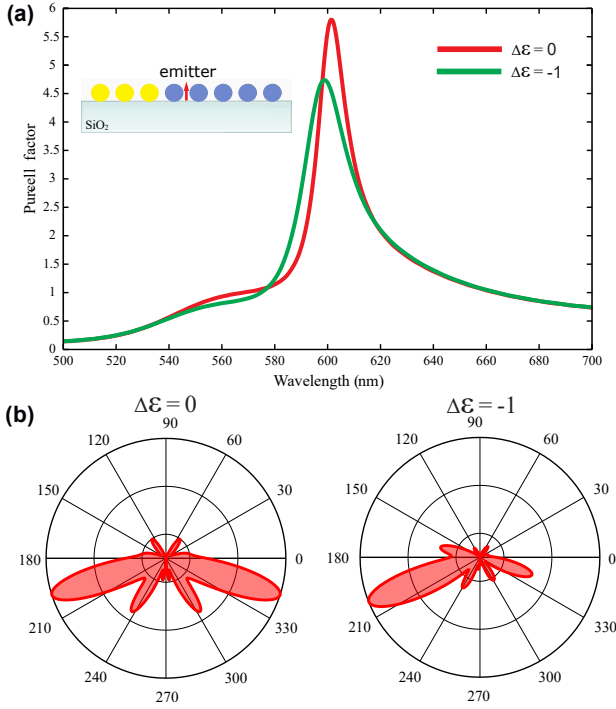 (a)
6
5.5
5
4.5
4
3.5
3
2.5
2
1.5
1
0.5
0
Purcell factor
emitter
SiO₂
Δε = 0
Δε = -1
500 520 540 560 580 600 620 640 660 680 700
Wavelength (nm)
(b)
Δε = 0
90
120 60
150 30
180 0
210 330
240 300
270
Δε = -1
90
120 60
150 30
180 0
210 330
240 300
270